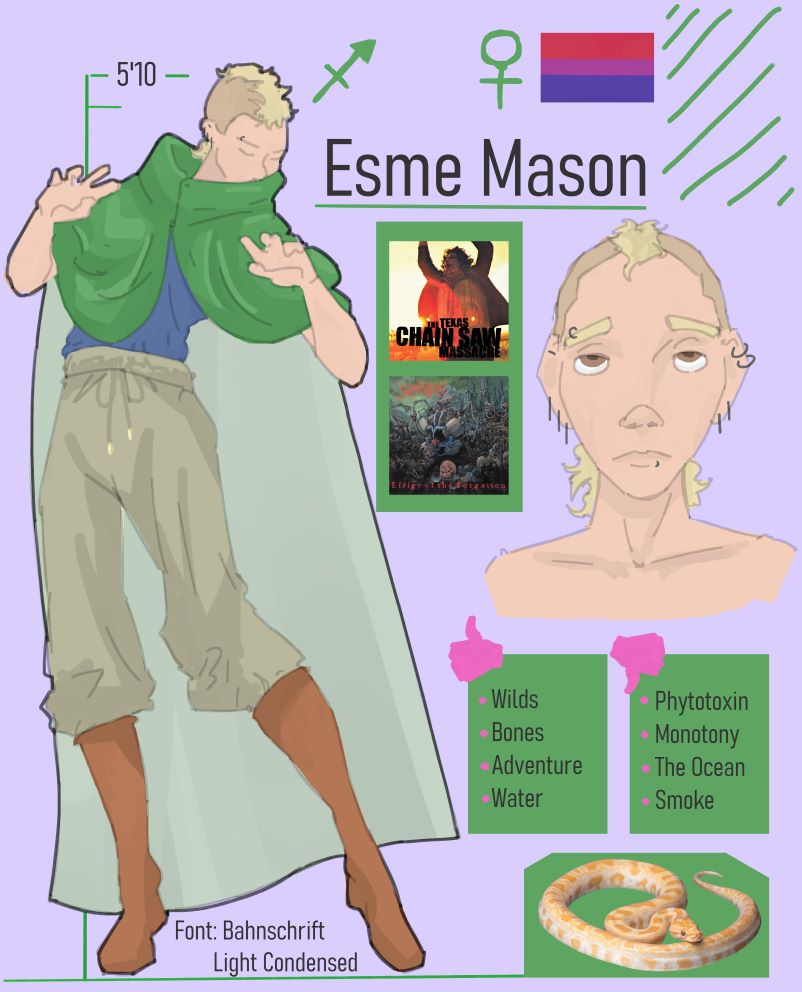 5'10
Esme Mason
THE TEXAS
CHAIN SAW
MASSACRE
Effigy of the Forgotten
Wilds
Bones
Adventure
Water
Phytotoxin
Monotony
The Ocean
Smoke
Font: Bahnschrift
Light Condensed